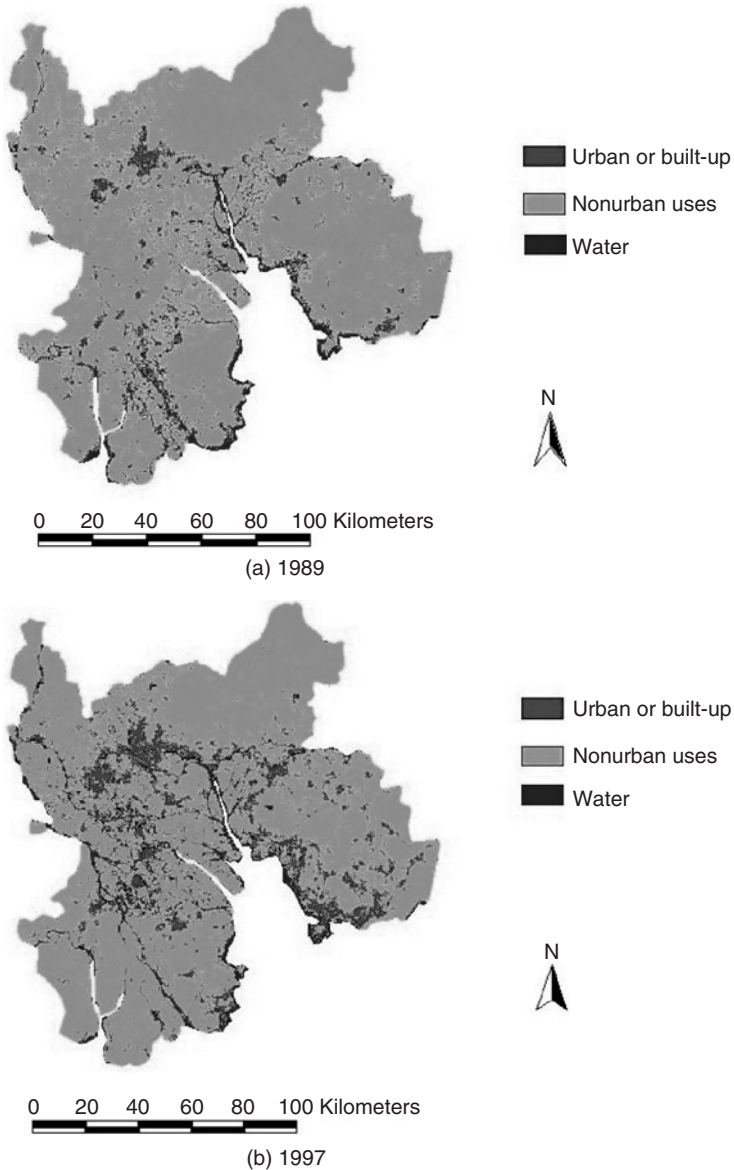 Urban or built-up
Nonurban uses
Water
N
0 20 40 60 80 100 Kilometers
(a) 1989
Urban or built-up
Nonurban uses
Water
N
0 20 40 60 80 100 Kilometers
(b) 1997